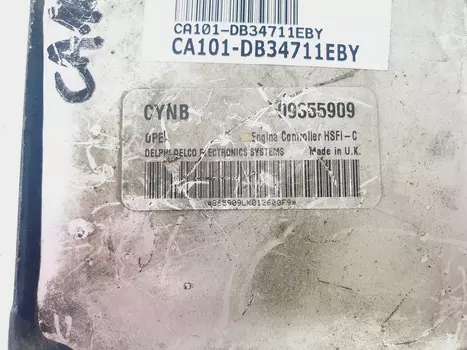 CA101-DB34711EBY
CA101-DB34711EBY
CYNB 09355909
OPEL Engine Controller HSFI-C
DELPHI DELCO ELECTRONICS SYSTEMS Made in U.K.